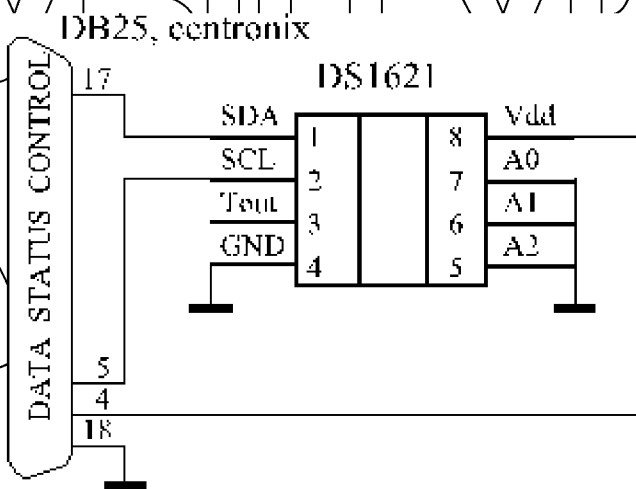 DB25, centronix
17
DS1621
DATA STATUS CONTROL
SDA
1
8
Vdd
SCL
2
7
A0
Tout
3
6
A1
GND
4
5
A2
5
4
18